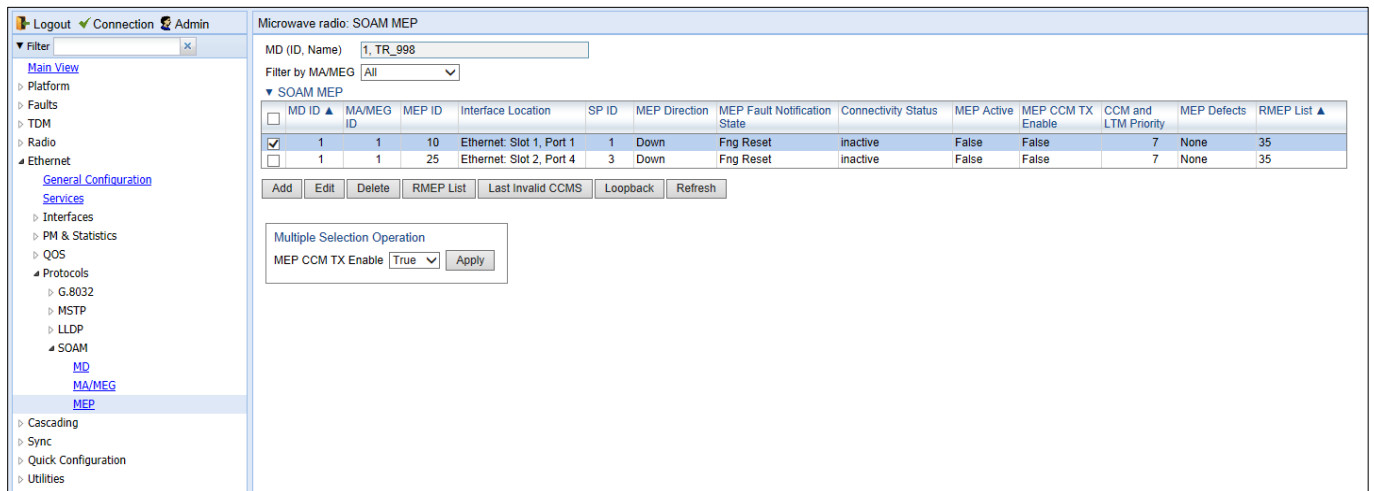 Logout Connection Admin
Filter
Main View
Platform
Faults
TDM
Radio
Ethernet
General Configuration
Services
Interfaces
PM & Statistics
QOS
Protocols
G.8032
MSTP
LLDP
SOAM
MD
MA/MEG
MEP
Cascading
Sync
Quick Configuration
Utilities
Microwave radio: SOAM MEP
MD (ID, Name) 1, TR_998
Filter by MA/MEG All
▼ SOAM MEP
MD ID ▲ MA/MEG ID MEP ID Interface Location SP ID MEP Direction MEP Fault Notification State Connectivity Status MEP Active MEP CCM TX Enable CCM and LTM Priority MEP Defects RMEP List ▲
1 1 10 Ethernet: Slot 1, Port 1 1 Down Fng Reset inactive False False 7 None 35
1 1 25 Ethernet: Slot 2, Port 4 3 Down Fng Reset inactive False False 7 None 35
Add Edit Delete RMEP List Last Invalid CCMS Loopback Refresh
Multiple Selection Operation
MEP CCM TX Enable True Apply